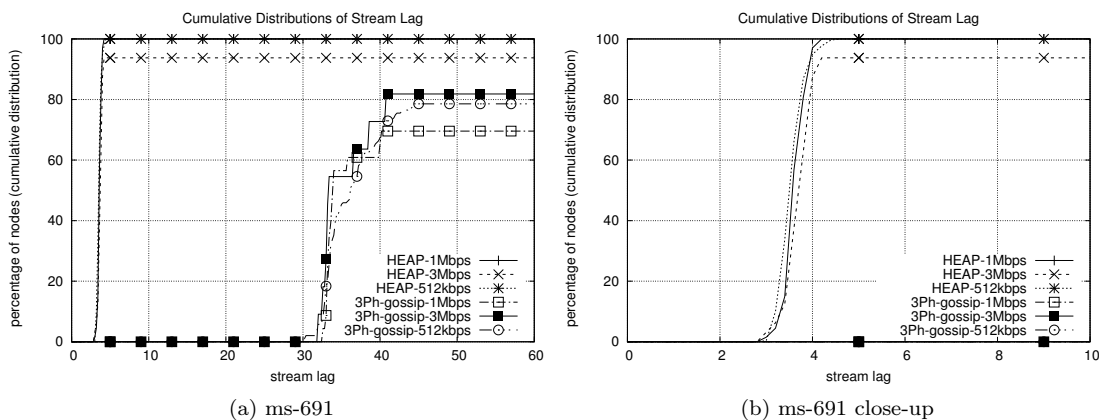 Cumulative Distributions of Stream Lag
percentage of nodes (cumulative distribution)
100
80
60
40
20
0
HEAP-1Mbps
HEAP-3Mbps
HEAP-512kbps
3Ph-gossip-1Mbps
3Ph-gossip-3Mbps
3Ph-gossip-512kbps
0 10 20 30 40 50 60
stream lag
(a) ms-691
Cumulative Distributions of Stream Lag
percentage of nodes (cumulative distribution)
100
80
60
40
20
0
HEAP-1Mbps
HEAP-3Mbps
HEAP-512kbps
3Ph-gossip-1Mbps
3Ph-gossip-3Mbps
3Ph-gossip-512kbps
0 2 4 6 8 10
stream lag
(b) ms-691 close-up